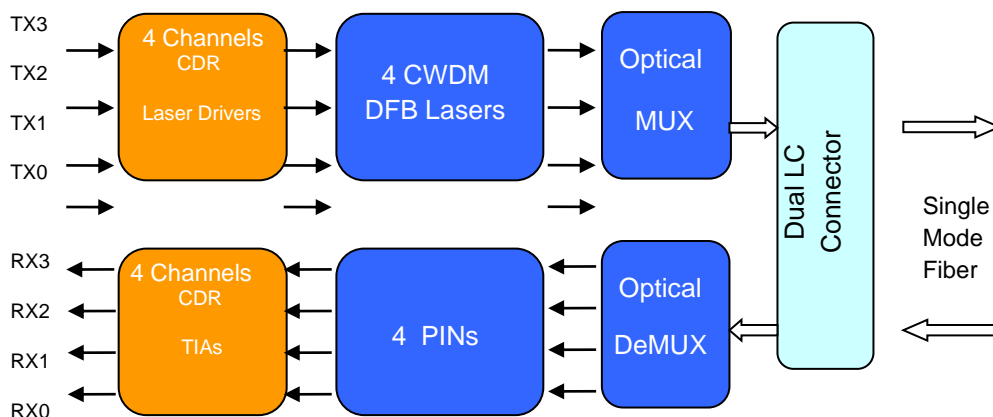 TX3
TX2
TX1
TX0
4 Channels
CDR
Laser Drivers
4 CWDM
DFB Lasers
Optical
MUX
Dual LC
Connector
Single
Mode
Fiber
RX3
RX2
RX1
RX0
4 Channels
CDR
TIAs
4 PINs
Optical
DeMUX